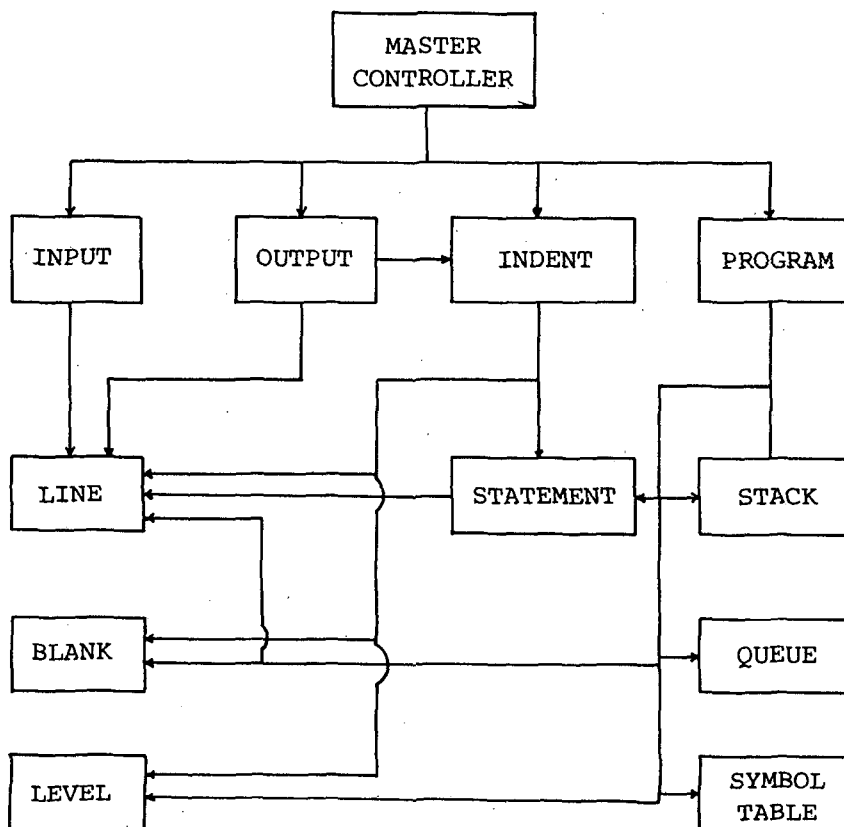 MASTER
CONTROLLER
INPUT
OUTPUT
INDENT
PROGRAM
LINE
STATEMENT
STACK
BLANK
QUEUE
LEVEL
SYMBOL
TABLE